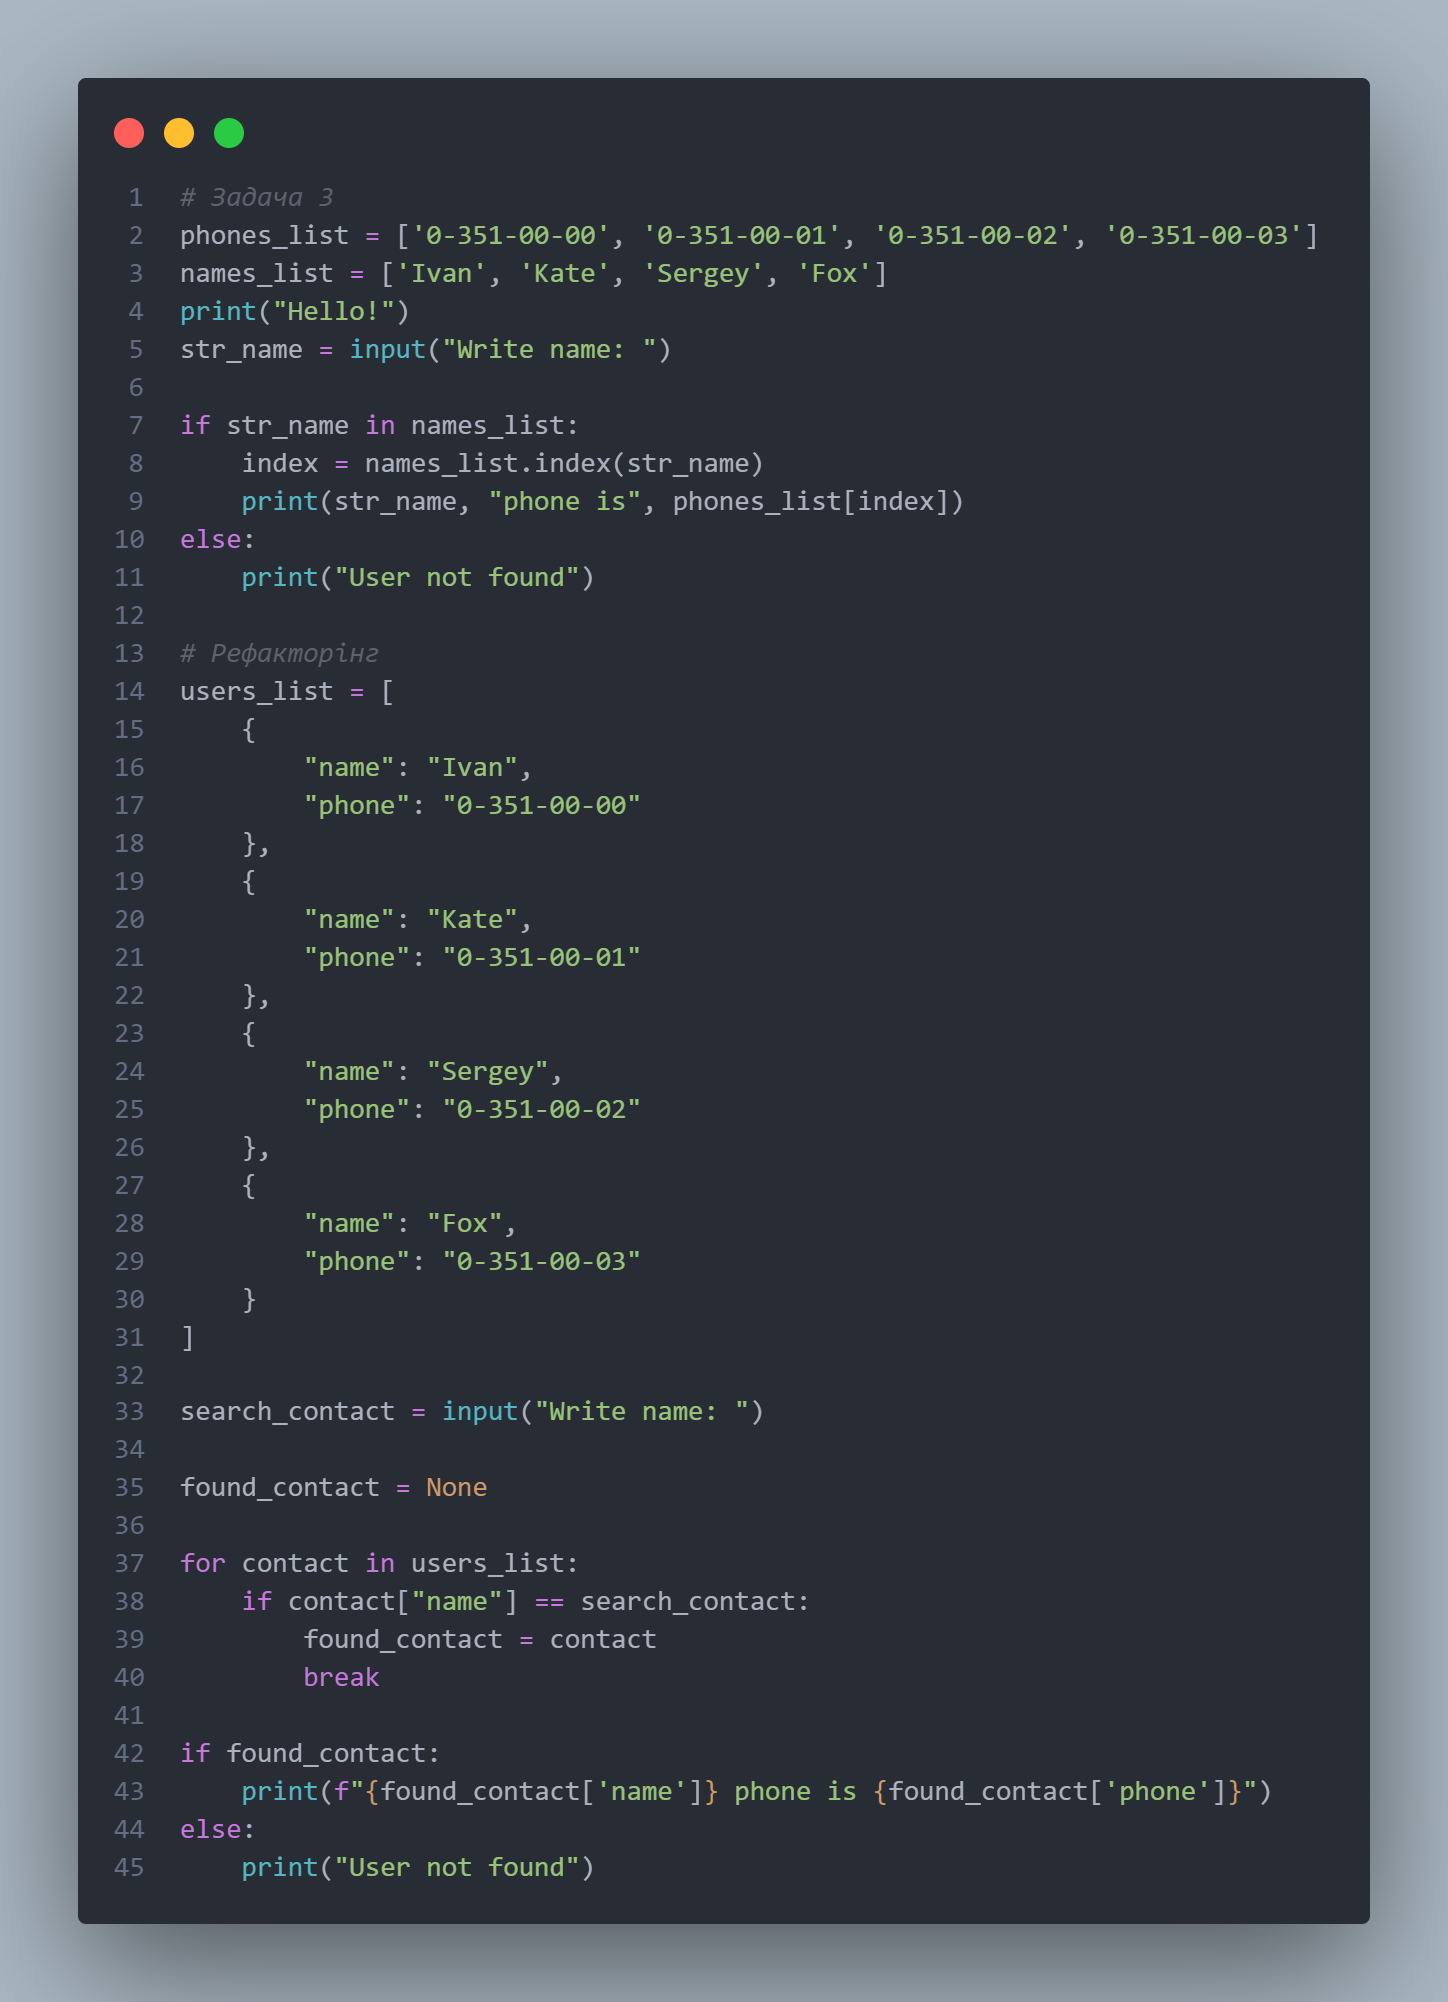 1 # Задача 3
2 phones_list = ['0-351-00-00', '0-351-00-01', '0-351-00-02', '0-351-00-03']
3 names_list = ['Ivan', 'Kate', 'Sergey', 'Fox']
4 print("Hello!")
5 str_name = input("Write name: ")
6
7 if str_name in names_list:
8     index = names_list.index(str_name)
9     print(str_name, "phone is", phones_list[index])
10 else:
11     print("User not found")
12
13 # Рефакторінг
14 users_list = [
15     {
16         "name": "Ivan",
17         "phone": "0-351-00-00"
18     },
19     {
20         "name": "Kate",
21         "phone": "0-351-00-01"
22     },
23     {
24         "name": "Sergey",
25         "phone": "0-351-00-02"
26     },
27     {
28         "name": "Fox",
29         "phone": "0-351-00-03"
30     }
31 ]
32
33 search_contact = input("Write name: ")
34
35 found_contact = None
36
37 for contact in users_list:
38     if contact["name"] == search_contact:
39         found_contact = contact
40         break
41
42 if found_contact:
43     print(f"{found_contact['name']} phone is {found_contact['phone']}")
44 else:
45     print("User not found")